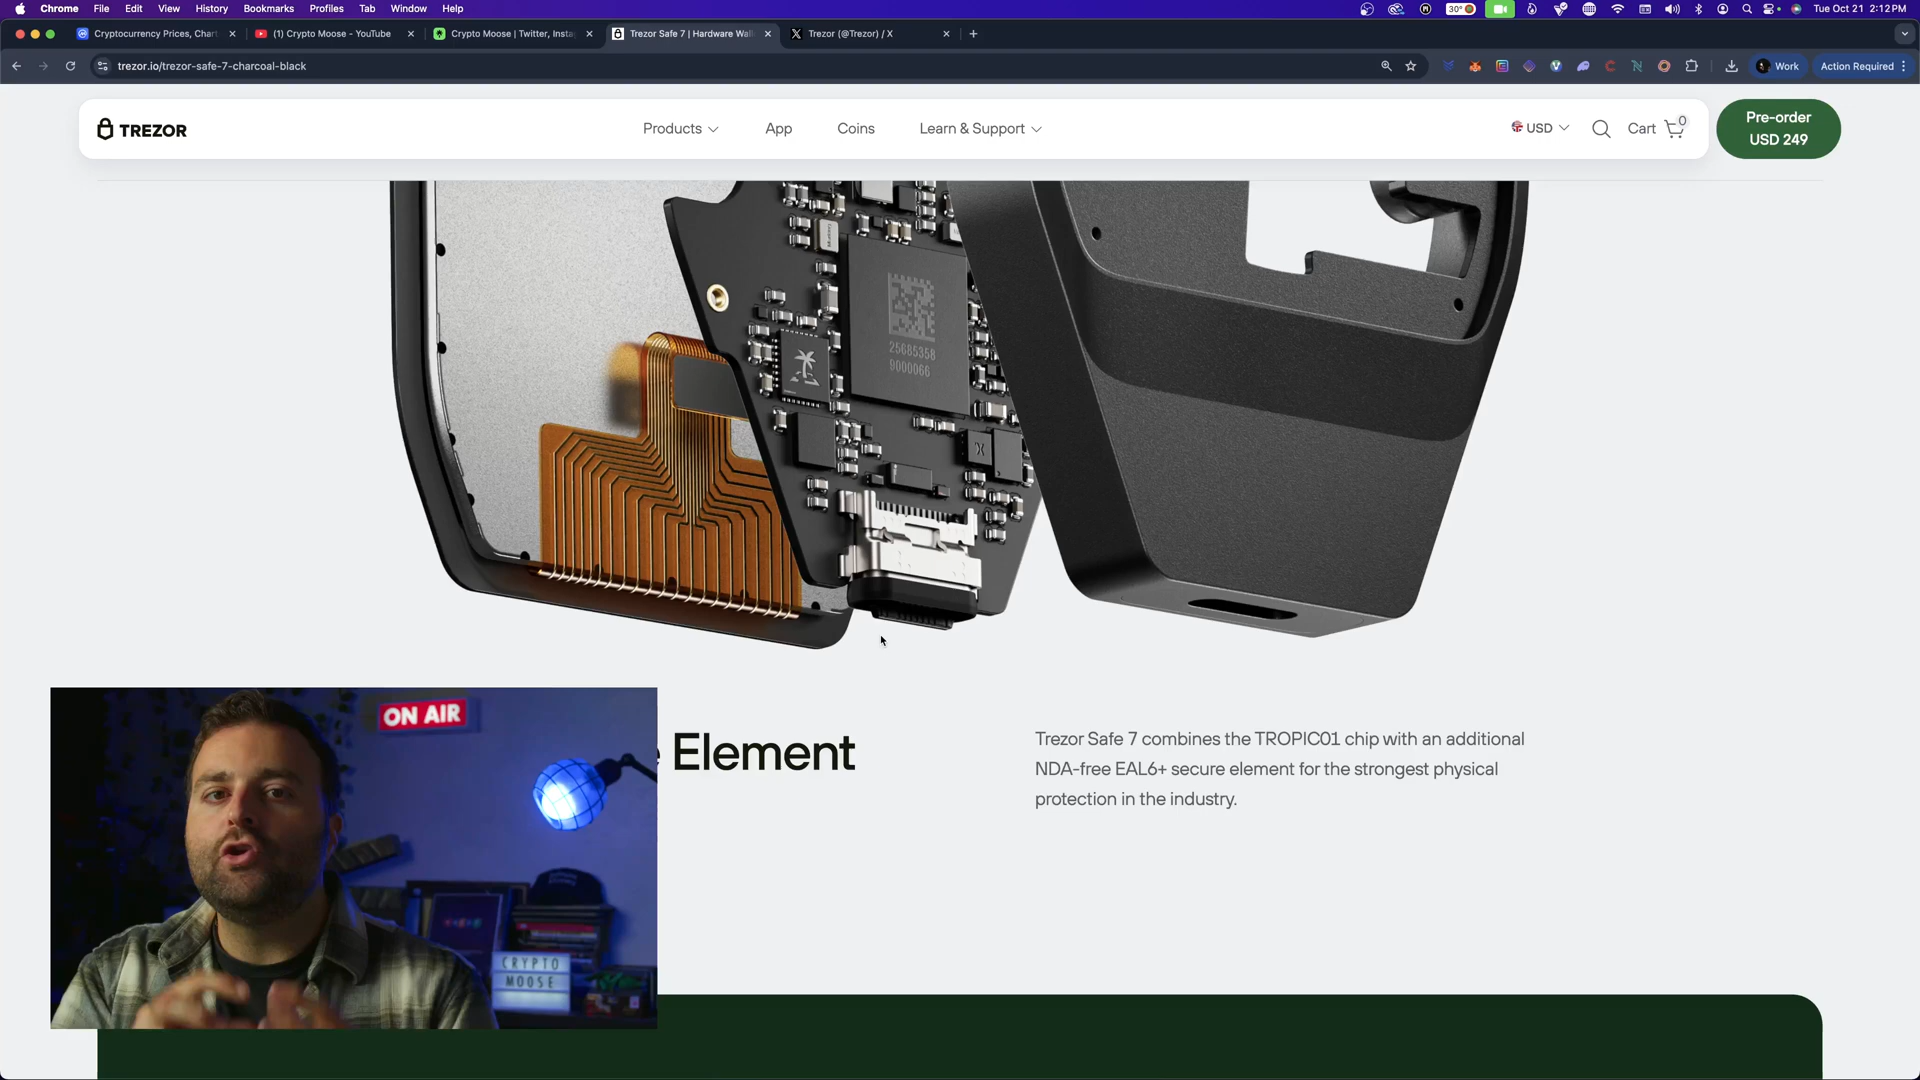 Chrome File Edit View History Bookmarks Profiles Tab Window Help
30° Tue Oct 21 2:12 PM
Cryptocurrency Prices, Chart
(1) Crypto Moose - YouTube
Crypto Moose | Twitter, Insta
Trezor Safe 7 | Hardware Wall
Trezor (@Trezor) / X
trezor.io/trezor-safe-7-charcoal-black
Work
Action Required
TREZOR
Products
App
Coins
Learn & Support
USD
Cart
0
Pre-order
USD 249
25685358
9000066
Element
Trezor Safe 7 combines the TROPIC01 chip with an additional
NDA-free EAL6+ secure element for the strongest physical
protection in the industry.
ON AIR
CRYPTO
MOOSE